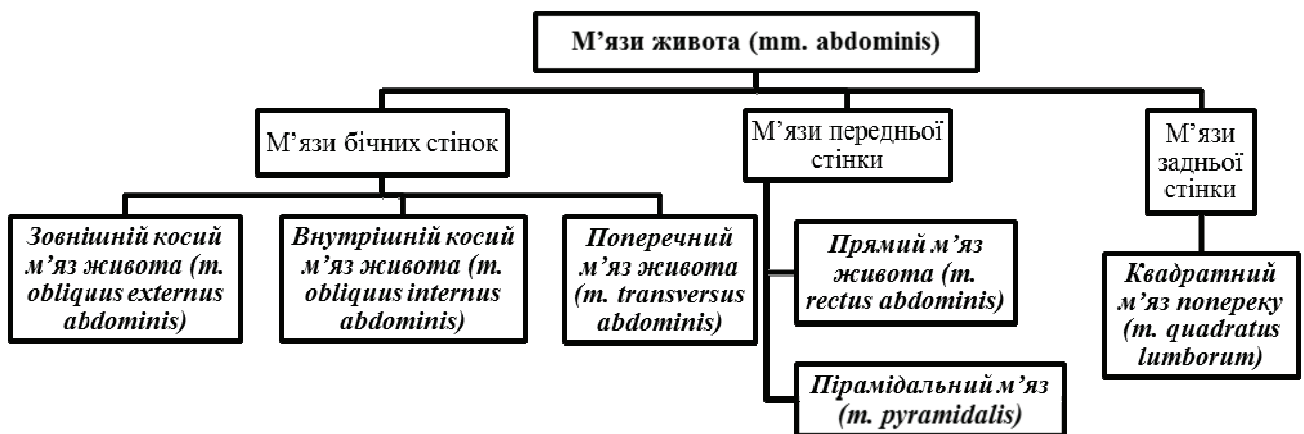 М’язи живота (mm. abdominis)
М’язи бічних стінок
М’язи передньої
стінки
М’язи
задньої
стінки
Зовнішній косий
м’яз живота (m.
obliquus externus
abdominis)
Внутрішній косий
м’яз живота (m.
obliquus internus
abdominis)
Поперечний
м’яз живота
(m. transversus
abdominis)
Прямий м’яз
живота (m.
rectus abdominis)
Пірамідальний м’яз
(m. pyramidalis)
Квадратний
м’яз попереку
(m. quadratus
lumborum)